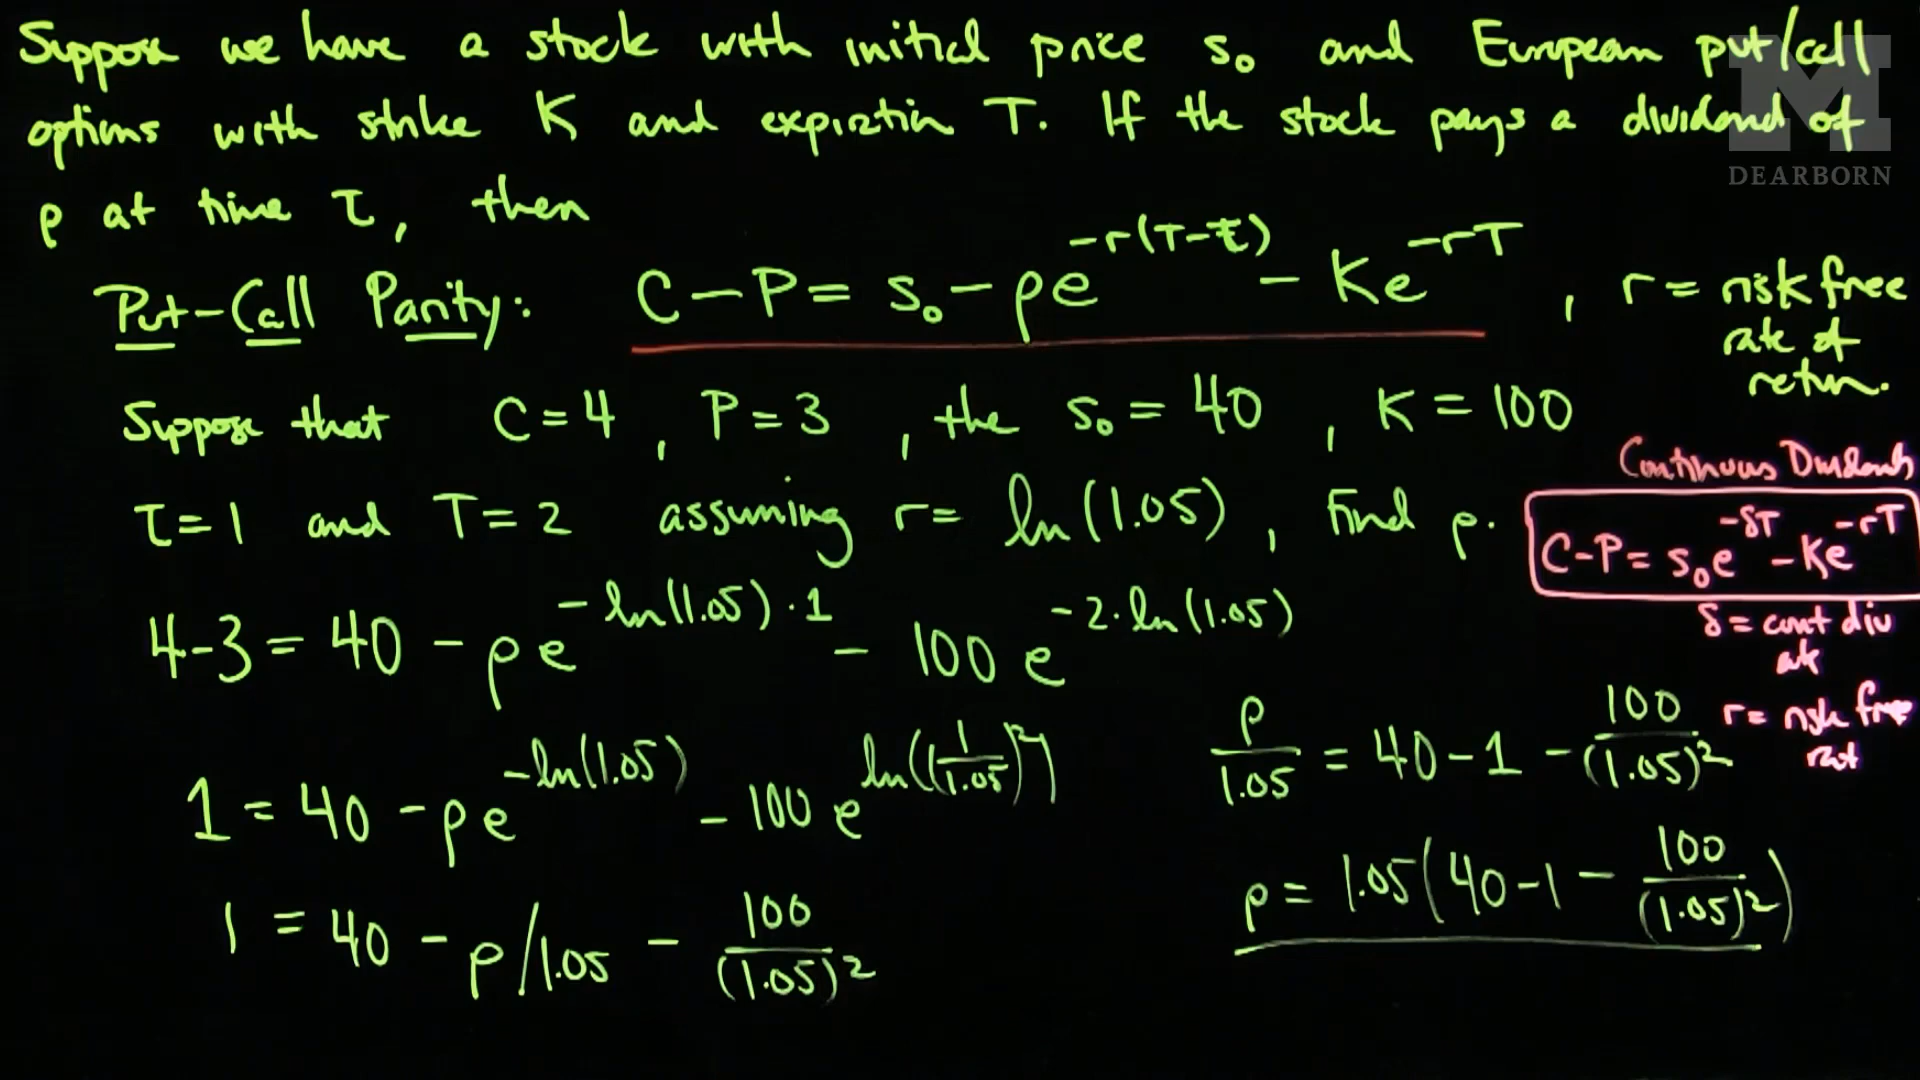 Suppose we have a stock with initial price s₀ and European put/call
options with strike K and expiration T. If the stock pays a dividend of
ρ at time τ, then
M
DEARBORN
Put-Call Parity: C-P = s₀ - ρe^{-r(T-τ)} - Ke^{-rT}, r = risk free
rate of
return.
Suppose that C = 4, P = 3, the s₀ = 40, K = 100
τ = 1 and T = 2 assuming r = ln(1.05), find ρ.
Continuous Dividends
C-P = s₀e^{-δT} - Ke^{-rT}
δ = cont div
rate
r = risk free
rate
4-3 = 40 - ρe^{-ln(1.05)·1} - 100e^{-2·ln(1.05)}
1 = 40 - ρe^{-ln(1.05)} - 100e^{ln((1/1.05)^2)}
1 = 40 - ρ/1.05 - 100/(1.05)^2
ρ/1.05 = 40 - 1 - 100/(1.05)^2
ρ = 1.05(40 - 1 - 100/(1.05)^2)